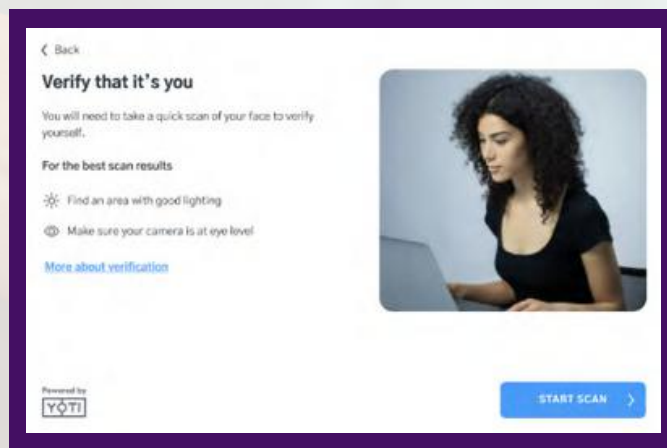 Back
Verify that it's you
You will need to take a quick scan of your face to verify
yourself.
For the best scan results
Find an area with good lighting
Make sure your camera is at eye level
More about verification
Powered by
YOTI
START SCAN